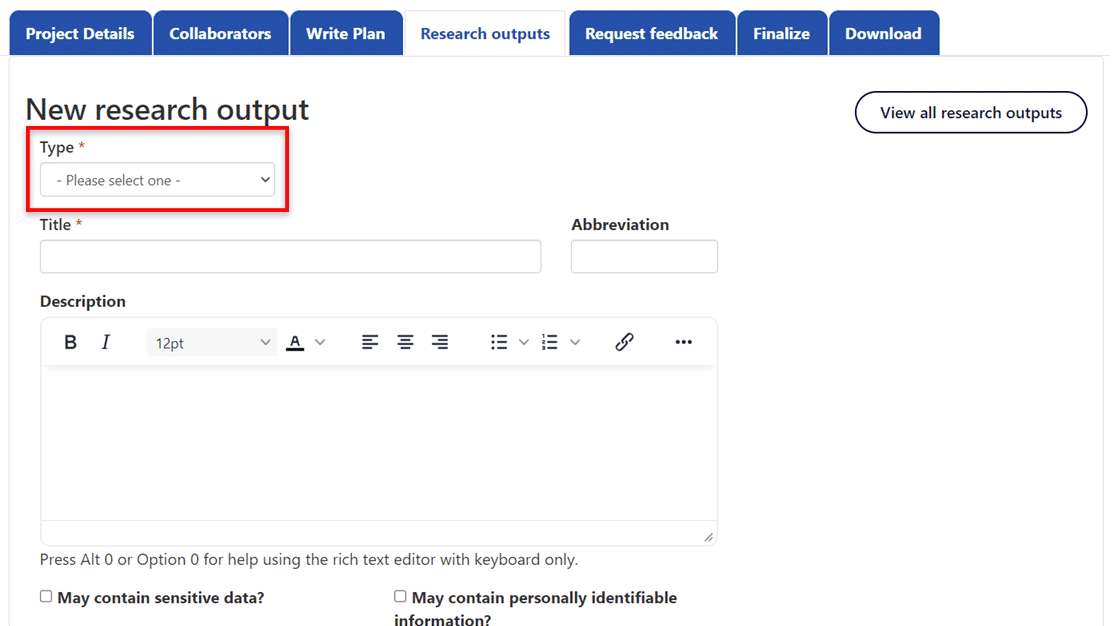 Project Details Collaborators Write Plan Research outputs Request feedback Finalize Download
New research output
View all research outputs
Type *
- Please select one -
Title *
Abbreviation
Description
B I 12pt A
Press Alt 0 or Option 0 for help using the rich text editor with keyboard only.
May contain sensitive data?
May contain personally identifiable
information?